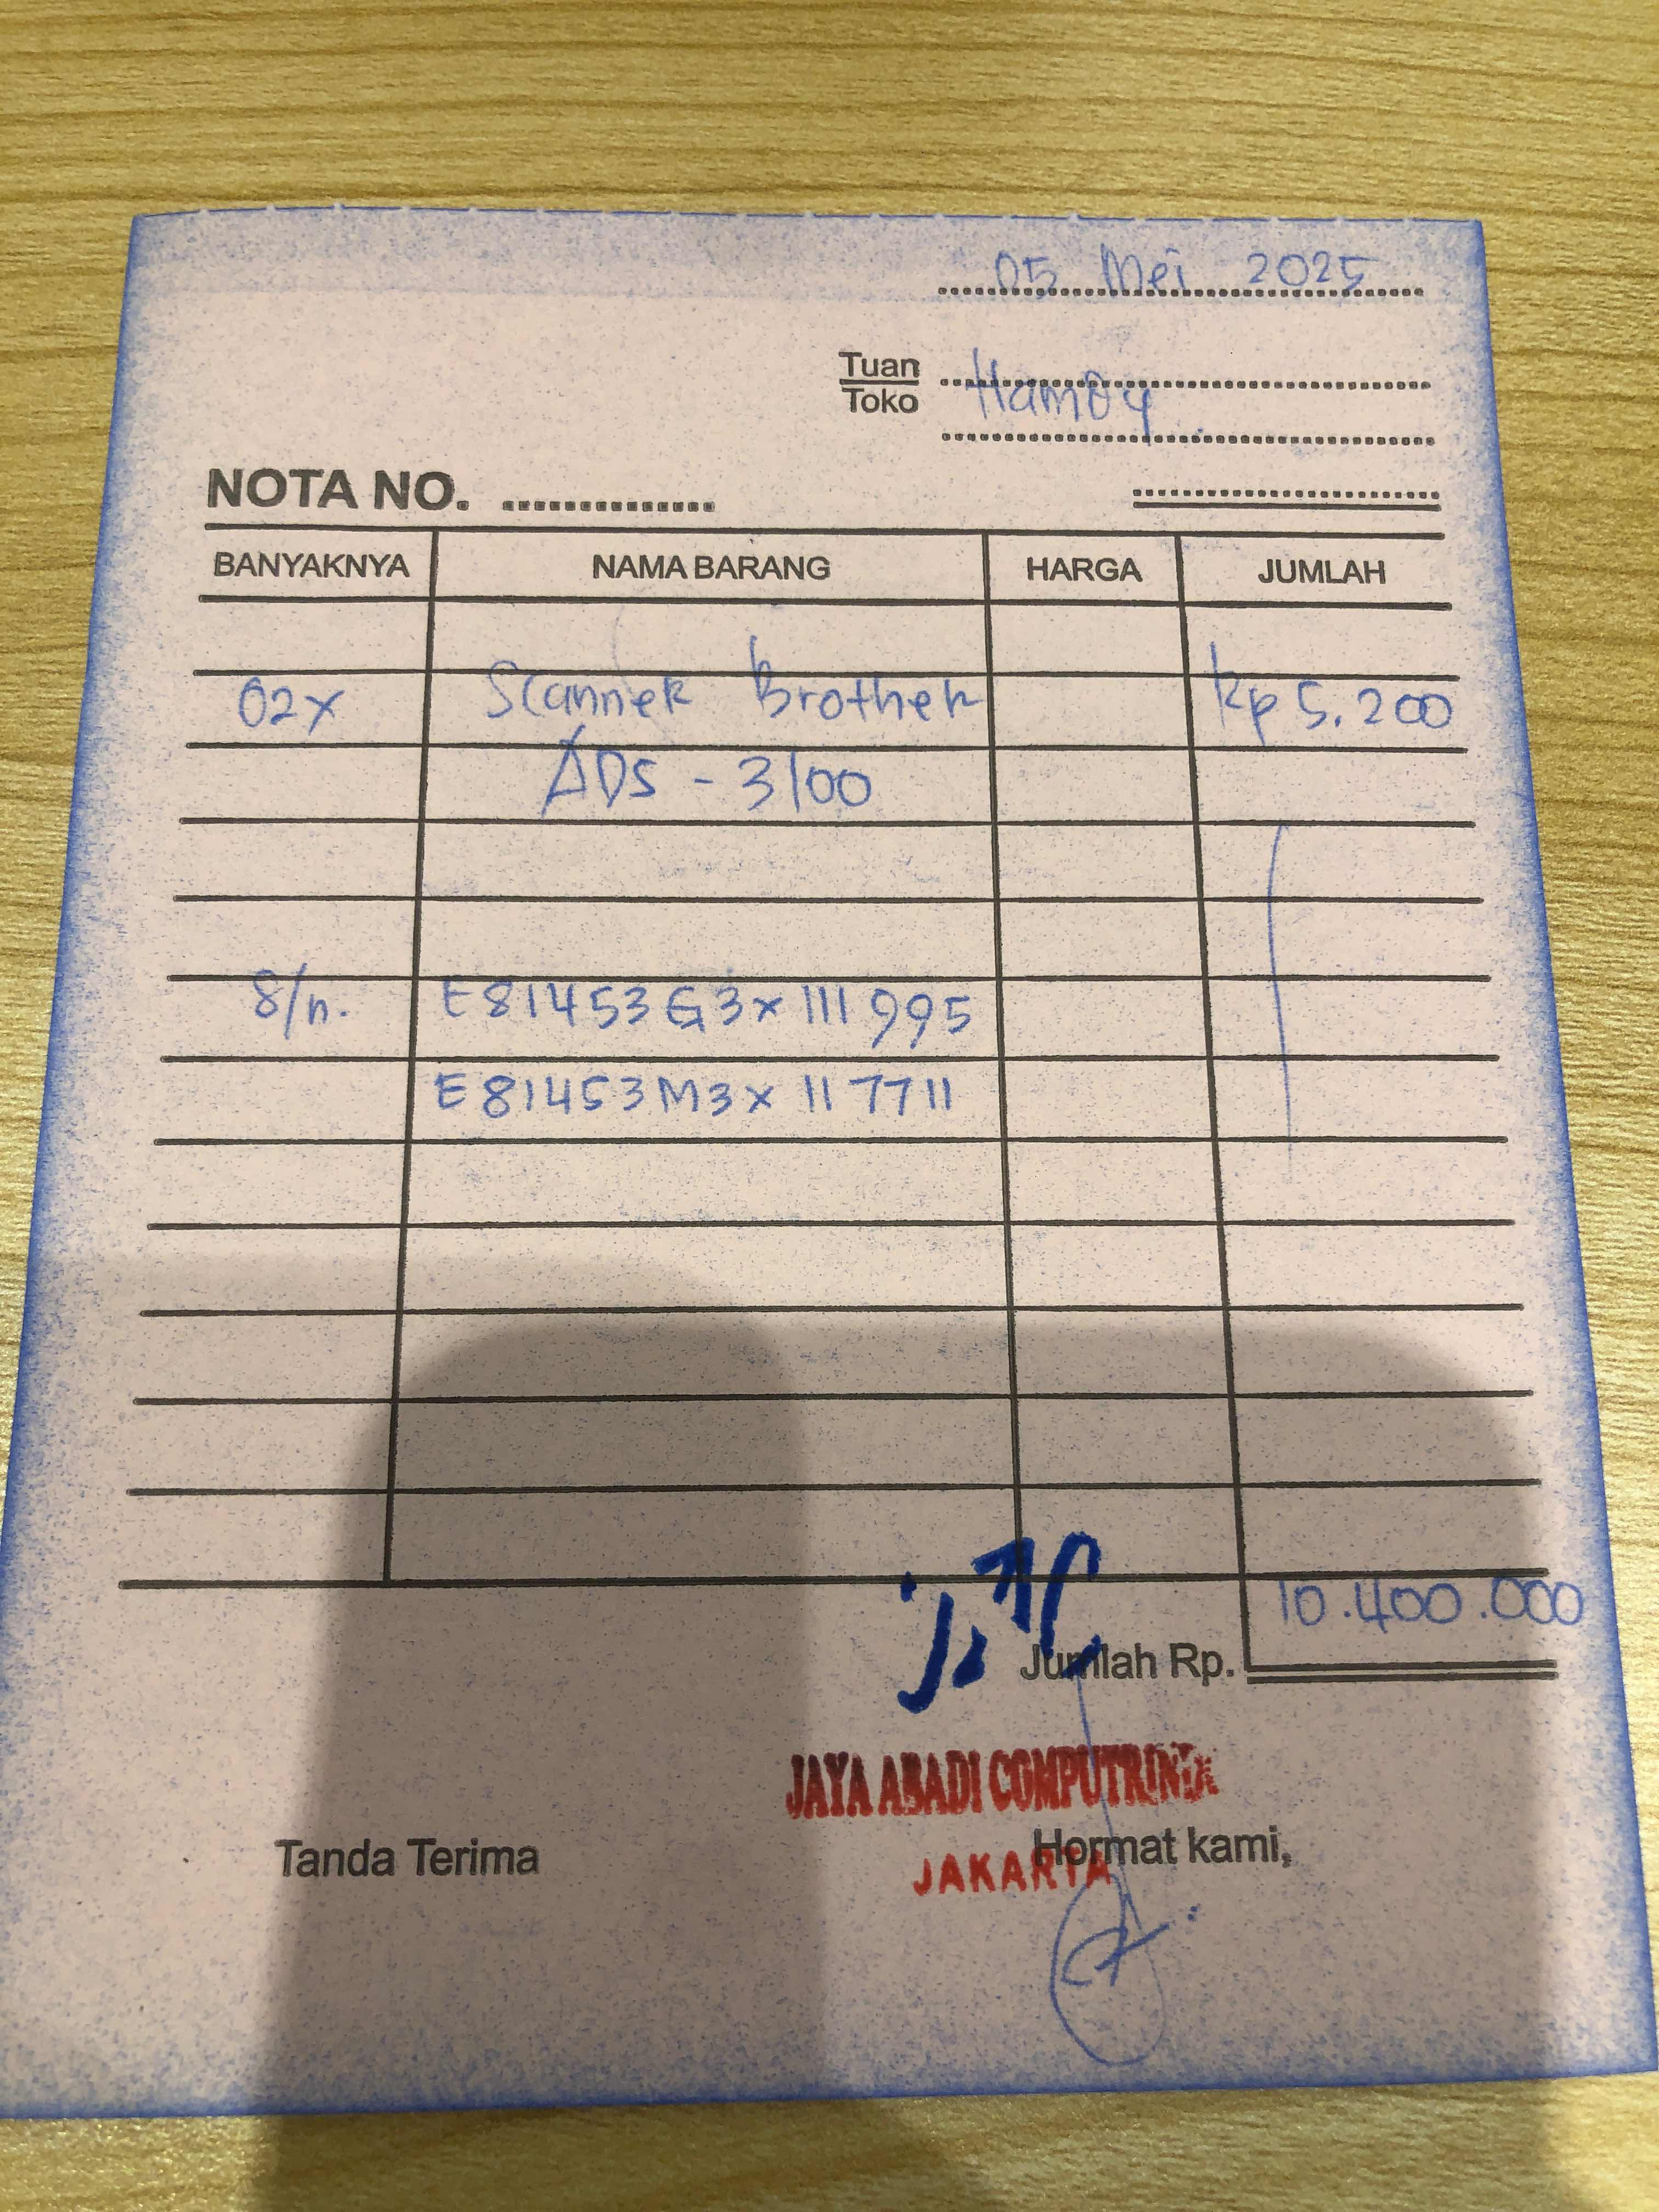 05 Mei 2025
Tuan
Toko
NOTA NO.
BANYAKNYA NAMA BARANG HARGA JUMLAH
02x Scanner Brother Rp 5.200
ADS - 3100
S/n. E81453G3x111995
E81453M3x117711
10.400.000
Jumlah Rp.
JAYA ABADI COMPUTRINDO
JAKARTA
Tanda Terima Hormat kami,